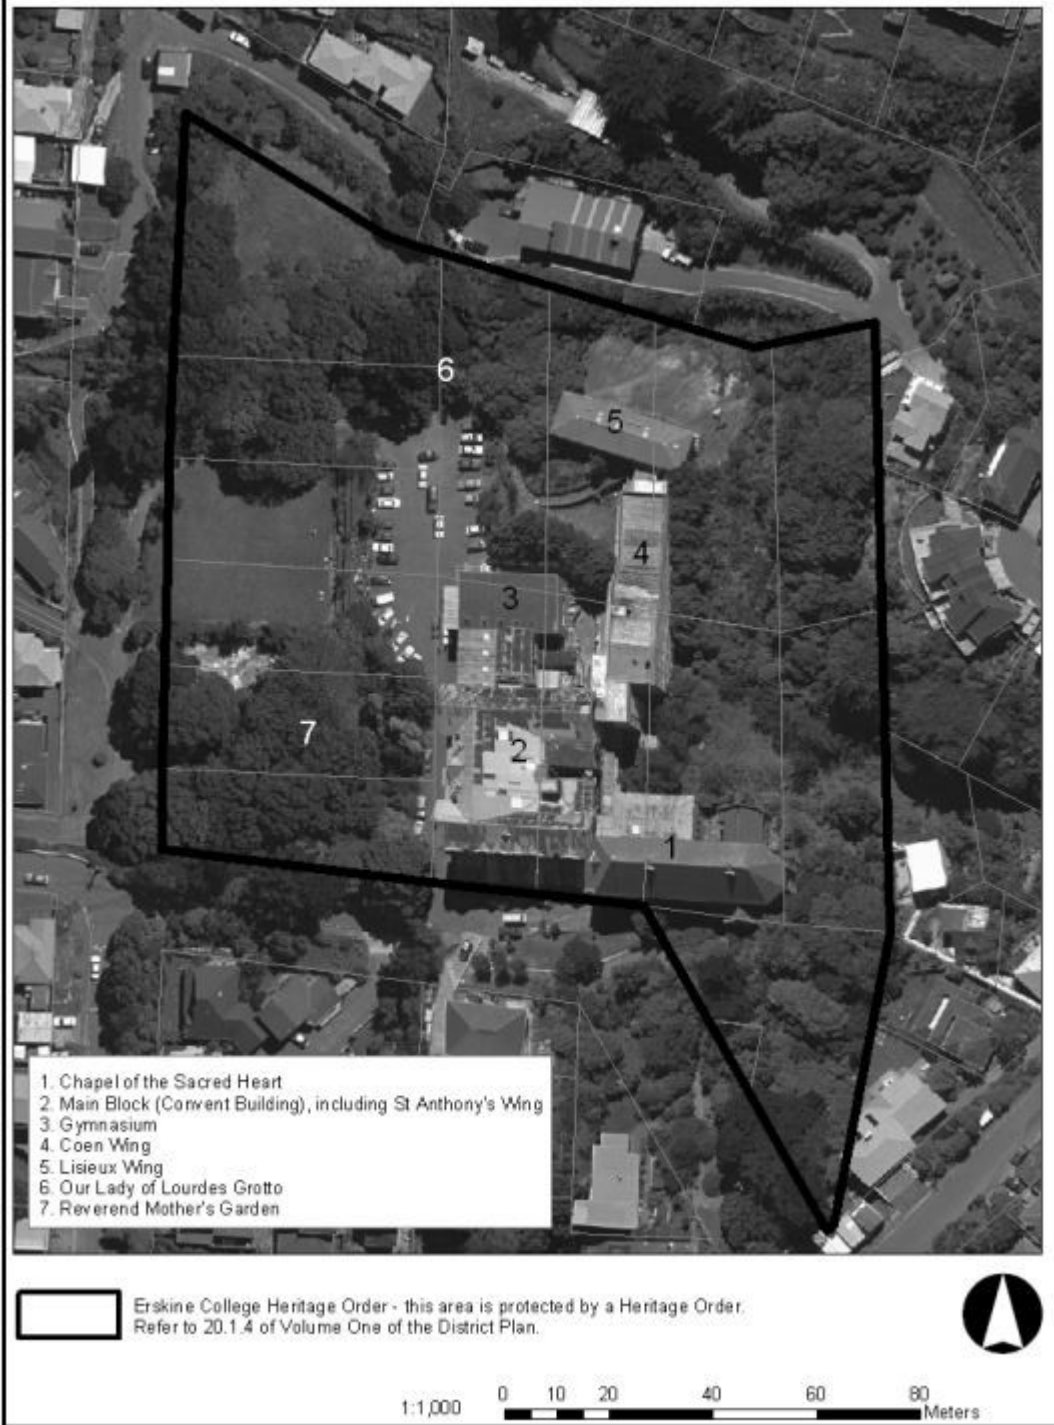 6
5
4
3
2
7
1
1. Chapel of the Sacred Heart
2. Main Block (Convent Building), including St Anthony's Wing
3. Gymnasium
4. Coen Wing
5. Lisieux Wing
6. Our Lady of Lourdes Grotto
7. Reverend Mother's Garden
Erskine College Heritage Order - this area is protected by a Heritage Order.
Refer to 20.1.4 of Volume One of the District Plan.
1:1,000
0 10 20 40 60 80
Meters